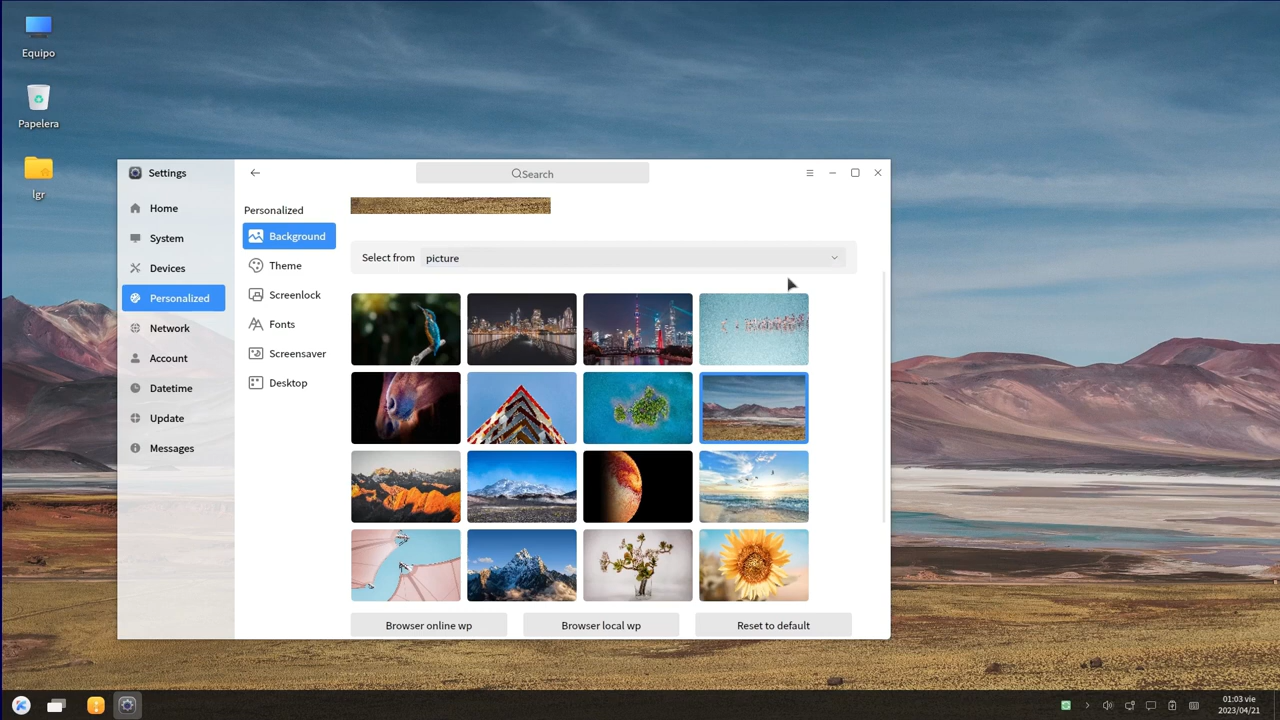 Equipo
Papelera
lgr
Settings
Search
Home
System
Devices
Personalized
Network
Account
Datetime
Update
Messages
Personalized
Background
Theme
Screenlock
Fonts
Screensaver
Desktop
Select from picture
Browser online wp
Browser local wp
Reset to default
01:03 vie
2023/04/21